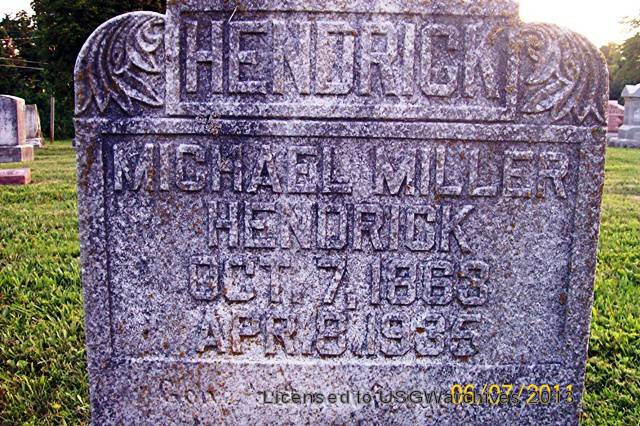 HENDRICK
MICHAEL MILLER
HENDRICK
OCT. 7, 1863
APR. 8, 1935
Licensed to USGWarchives
06/07/2011